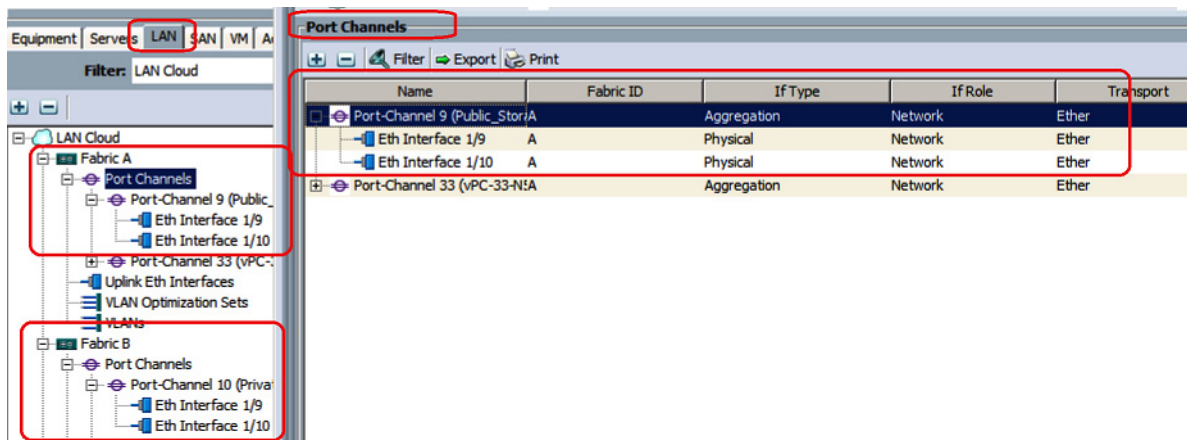 Equipment Servers LAN SAN VM
Filter: LAN Cloud
LAN Cloud
Fabric A
Port Channels
Port-Channel 9 (Public_
Eth Interface 1/9
Eth Interface 1/10
Port-Channel 33 (vPC-
Uplink Eth Interfaces
VLAN Optimization Sets
VLANs
Fabric B
Port Channels
Port-Channel 10 (Priva
Eth Interface 1/9
Eth Interface 1/10
Port Channels
Filter Export Print
Name Fabric ID If Type If Role Transport
Port-Channel 9 (Public_Stor A Aggregation Network Ether
Eth Interface 1/9 A Physical Network Ether
Eth Interface 1/10 A Physical Network Ether
Port-Channel 33 (vPC-33-N A Aggregation Network Ether